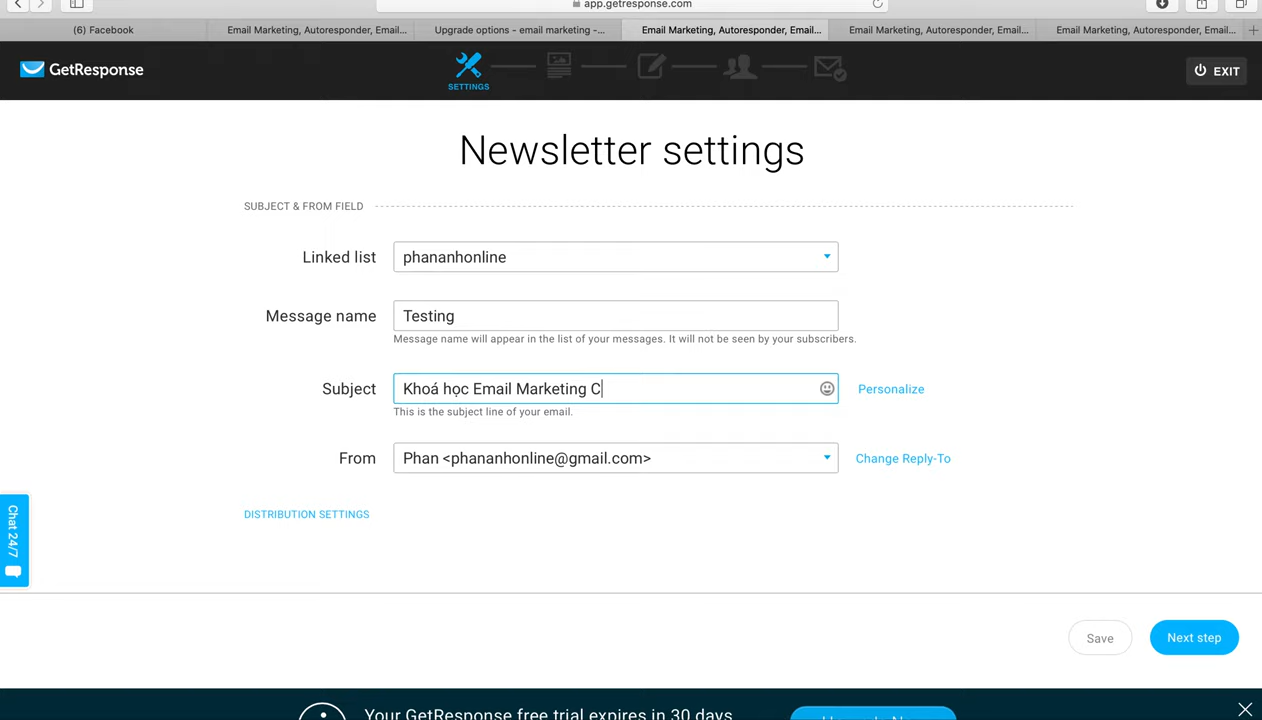 app.getresponse.com
(6) Facebook
Email Marketing, Autoresponder, Email...
Upgrade options - email marketing -...
Email Marketing, Autoresponder, Email...
Email Marketing, Autoresponder, Email...
Email Marketing, Autoresponder, Email...
GetResponse
SETTINGS
EXIT
Newsletter settings
SUBJECT & FROM FIELD
Linked list
phananhonline
Message name
Testing
Message name will appear in the list of your messages. It will not be seen by your subscribers.
Subject
Khoá học Email Marketing C
Personalize
This is the subject line of your email.
From
Phan <phananhonline@gmail.com>
Change Reply-To
DISTRIBUTION SETTINGS
Chat 24/7
Save
Next step
Your GetResponse free trial expires in 30 days